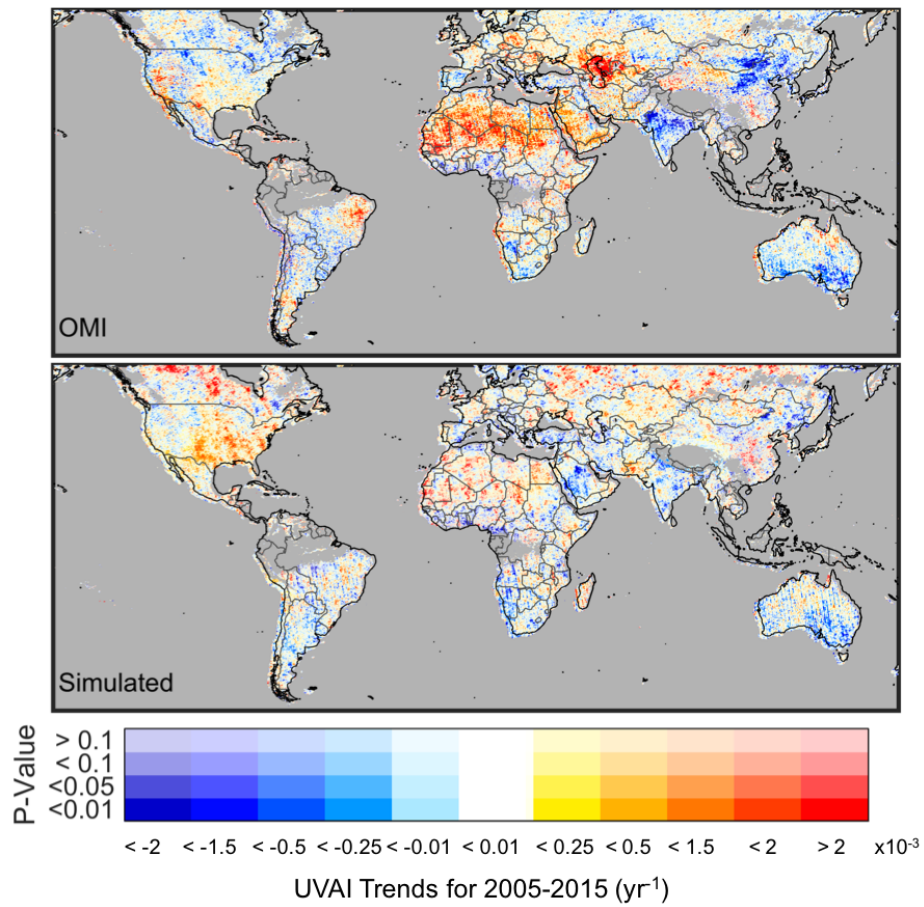 OMI
Simulated
P-Value
> 0.1
< 0.1
<0.05
<0.01
< -2 < -1.5 < -0.5 < -0.25 < -0.01 < 0.01 < 0.25 < 0.5 < 1.5 < 2 > 2 x10⁻³
UVAI Trends for 2005-2015 (yr⁻¹)